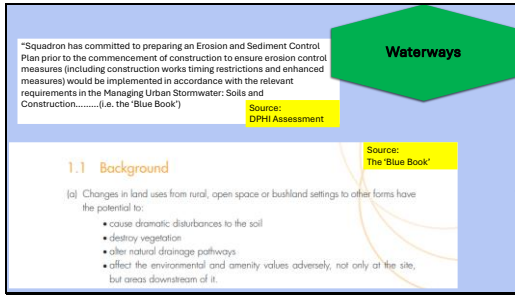 "Squadron has committed to preparing an Erosion and Sediment Control
Plan prior to the commencement of construction to ensure erosion control
measures (including construction works timing restrictions and enhanced
measures) would be implemented in accordance with the relevant
requirements in the Managing Urban Stormwater: Soils and
Construction.........(i.e. the 'Blue Book')
Source:
DPHI Assessment
Waterways
Source:
The 'Blue Book'
1.1 Background
(a) Changes in land uses from rural, open space or bushland settings to other forms have
the potential to:
• cause dramatic disturbances to the soil
• destroy vegetation
• alter natural drainage pathways
• affect the environmental and amenity values adversely, not only at the site,
but areas downstream of it.